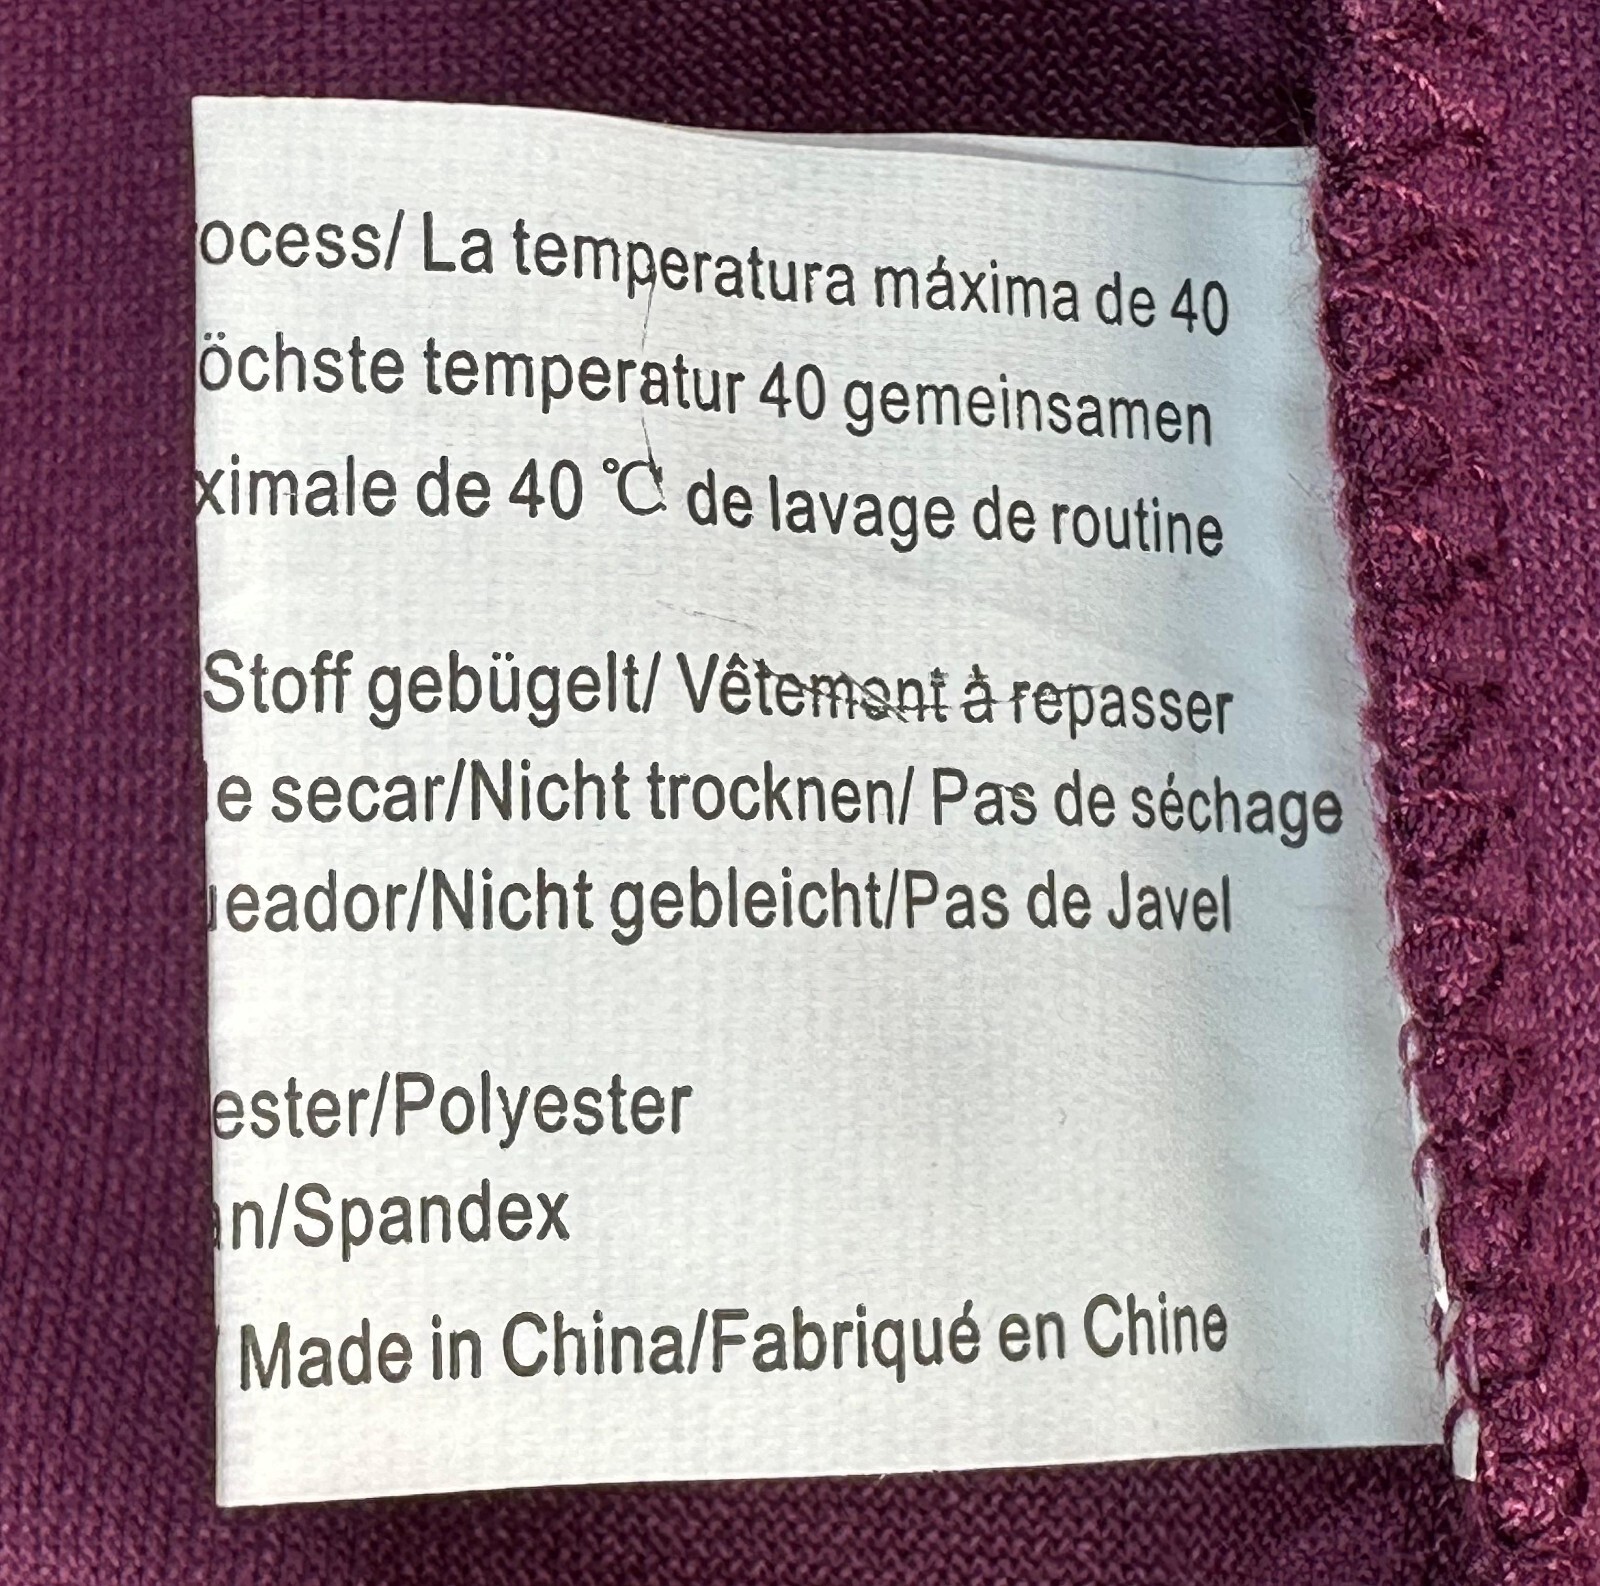 ocess/ La temperatura máxima de 40
öchste temperatur 40 gemeinsamen
ximale de 40 ℃ de lavage de routine
Stoff gebügelt/ Vêtement à repasser
e secar/Nicht trocknen/ Pas de séchage
eador/Nicht gebleicht/Pas de Javel
ester/Polyester
n/Spandex
Made in China/Fabriqué en Chine